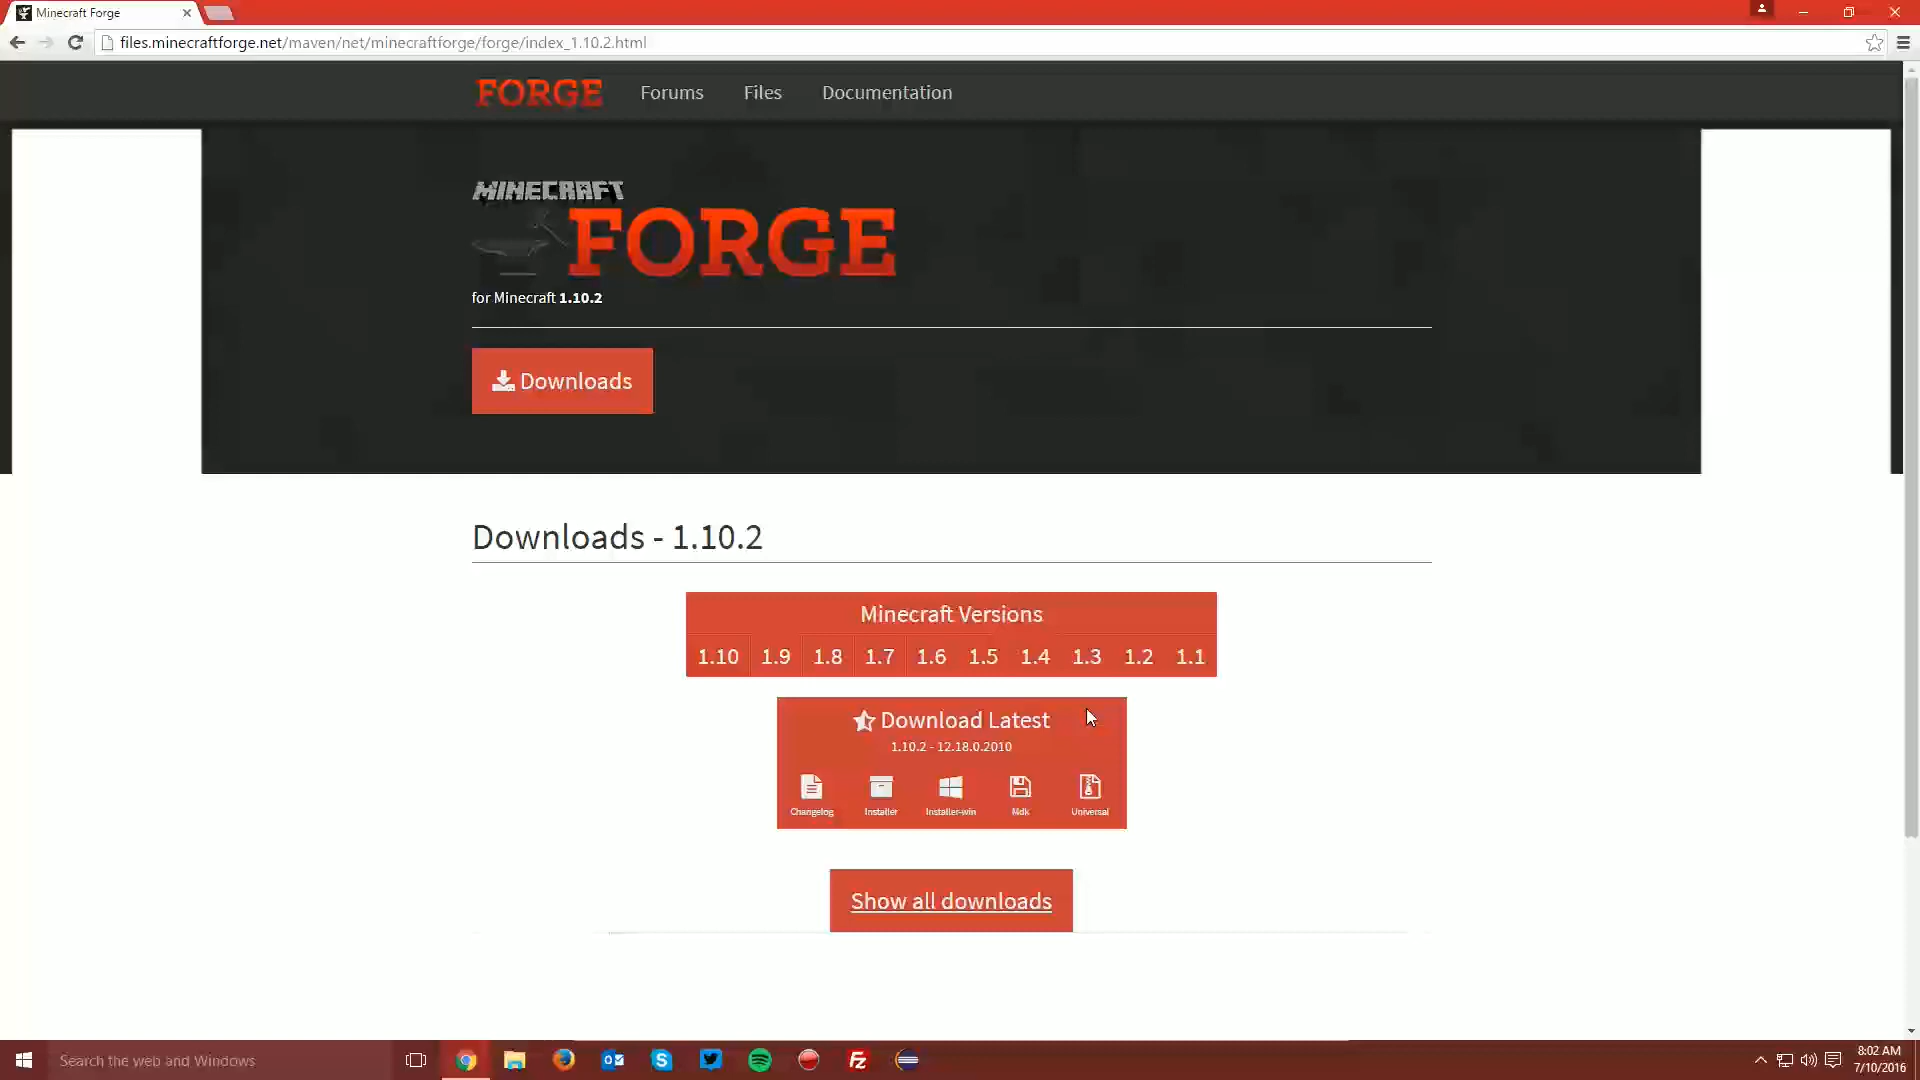 Minecraft Forge
files.minecraftforge.net/maven/net/minecraftforge/forge/index_1.10.2.html
FORGE Forums Files Documentation
MINECRAFT
FORGE
for Minecraft 1.10.2
Downloads
Downloads - 1.10.2
Minecraft Versions
1.10 1.9 1.8 1.7 1.6 1.5 1.4 1.3 1.2 1.1
Download Latest
1.10.2 - 12.18.0.2010
Changelog Installer Installer-win Mdk Universal
Show all downloads
Search the web and Windows
8:02 AM
7/10/2016